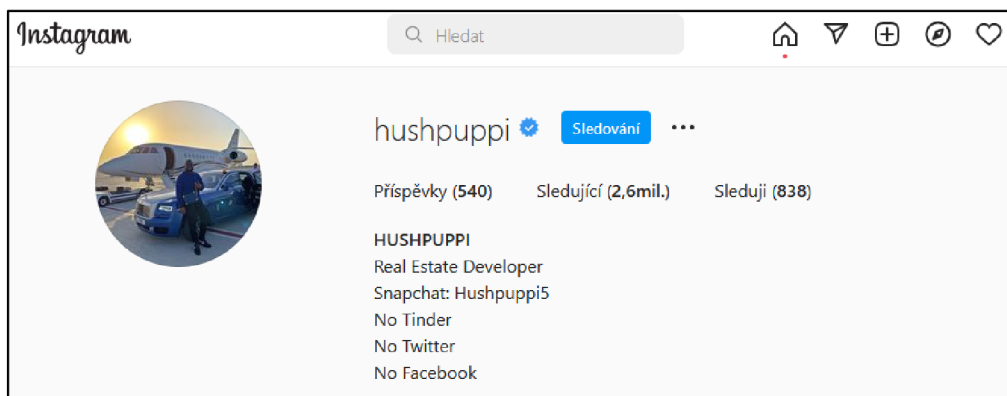 Instagram
Hledat
hushpuppi
Sledování
Příspěvky (540) Sledující (2,6mil.) Sleduji (838)
HUSHPUPPI
Real Estate Developer
Snapchat: Hushpuppi5
No Tinder
No Twitter
No Facebook